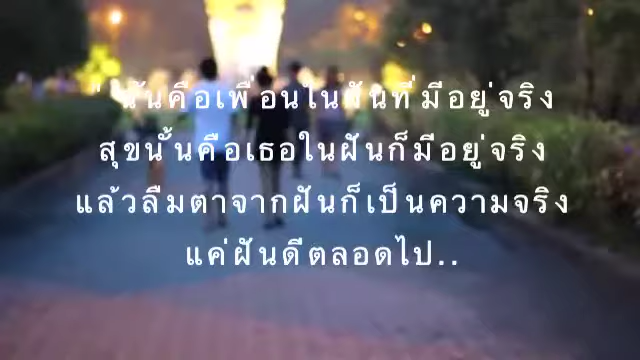 " นั้นคือเพื่อนในฝันที่มีอยู่จริง
สุขนั้นคือเธอในฝันก็มีอยู่จริง
แล้วลืมตาจากฝันก็เป็นความจริง
แค่ฝันดีตลอดไป..